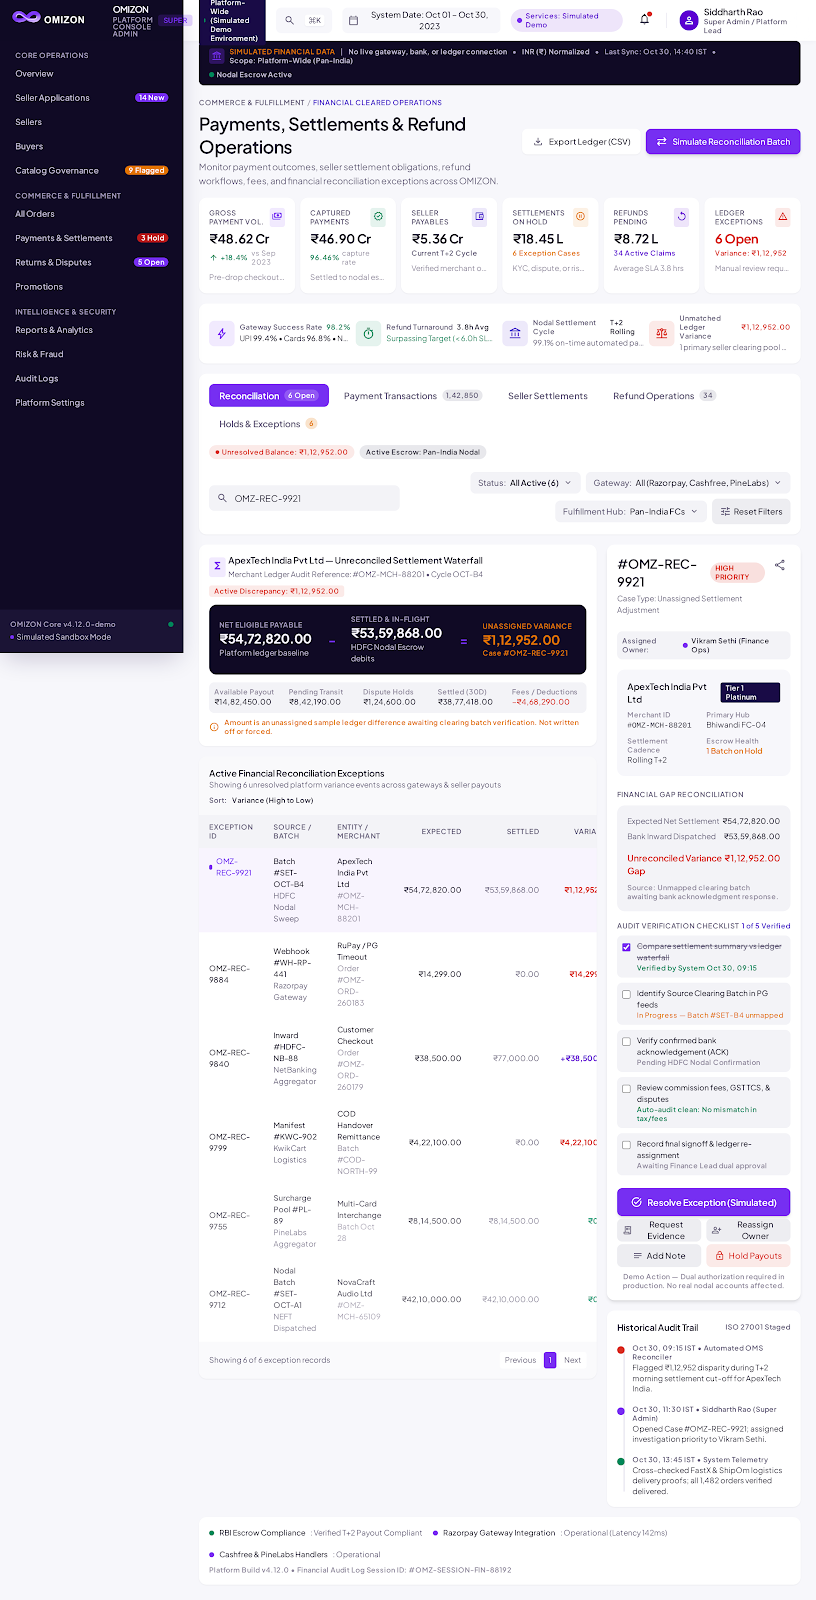 OMIZON
OMIZON
PLATFORM
CONSOLE
ADMIN
SUPER
CORE OPERATIONS
Overview
Seller Applications
14 New
Sellers
Buyers
Catalog Governance
9 Flagged
COMMERCE & FULFILLMENT
All Orders
Payments & Settlements
3 Hold
Returns & Disputes
5 Open
Promotions
INTELLIGENCE & SECURITY
Reports & Analytics
Risk & Fraud
Audit Logs
Platform Settings
OMIZON Core v4.12.0-demo
Simulated Sandbox Mode
Platform-
Wide
(Simulated
Demo
Environment)
⌘K
System Date: Oct 01 – Oct 30,
2023
Services: Simulated
Demo
Siddharth Rao
Super Admin / Platform
Lead
SIMULATED FINANCIAL DATA | No live gateway, bank, or ledger connection • INR (₹) Normalized • Last Sync: Oct 30, 14:40 IST •
Scope: Platform-Wide (Pan-India)
Nodal Escrow Active
COMMERCE & FULFILLMENT / FINANCIAL CLEARED OPERATIONS
Payments, Settlements & Refund
Operations
Monitor payment outcomes, seller settlement obligations, refund
workflows, fees, and financial reconciliation exceptions across OMIZON.
Export Ledger (CSV)
Simulate Reconciliation Batch
GROSS
PAYMENT VOL.
₹48.62 Cr
↑ +18.4% vs Sep
2023
Pre-drop checkout...
CAPTURED
PAYMENTS
₹46.90 Cr
96.46% capture
rate
Settled to nodal es...
SELLER
PAYABLES
₹5.36 Cr
Current T+2 Cycle
Verified merchant o...
SETTLEMENTS
ON HOLD
₹18.45 L
6 Exception Cases
KYC, dispute, or ris...
REFUNDS
PENDING
₹8.72 L
34 Active Claims
Average SLA 3.8 hrs
LEDGER
EXCEPTIONS
6 Open
Variance: ₹1,12,952
Manual review requ...
Gateway Success Rate 98.2%
UPI 99.4% • Cards 96.8% • N...
Refund Turnaround 3.8h Avg
Surpassing Target (<6.0h SL...
Nodal Settlement
Cycle
T+2
Rolling
99.1% on-time automated pa...
Unmatched
Ledger
Variance
₹1,12,952.00
1 primary seller clearing pool ...
Reconciliation 6 Open
Payment Transactions 1,42,850
Seller Settlements
Refund Operations 34
Holds & Exceptions 6
Unresolved Balance: ₹1,12,952.00
Active Escrow: Pan-India Nodal
OMZ-REC-9921
Status: All Active (6)
Gateway: All (Razorpay, Cashfree, PineLabs)
Fulfillment Hub: Pan-India FCs
Reset Filters
Σ
ApexTech India Pvt Ltd — Unreconciled Settlement Waterfall
Merchant Ledger Audit Reference: #OMZ-MCH-88201 • Cycle OCT-B4
Active Discrepancy: ₹1,12,952.00
NET ELIGIBLE PAYABLE
₹54,72,820.00
Platform ledger baseline
–
SETTLED & IN-FLIGHT
₹53,59,868.00
HDFC Nodal Escrow
debits
=
UNASSIGNED VARIANCE
₹1,12,952.00
Case #OMZ-REC-9921
Available Payout
₹14,82,450.00
Pending Transit
₹8,42,190.00
Dispute Holds
₹1,24,600.00
Settled (30D)
₹38,77,418.00
Fees / Deductions
-₹4,68,290.00
Amount is an unassigned sample ledger difference awaiting clearing batch verification. Not written
off or forced.
Active Financial Reconciliation Exceptions
Showing 6 unresolved platform variance events across gateways & seller payouts
Sort: Variance (High to Low)
EXCEPTION
ID
SOURCE /
BATCH
ENTITY /
MERCHANT
EXPECTED
SETTLED
VARIA
OMZ-
REC-9921
Batch
#SET-
OCT-B4
HDFC
Nodal
Sweep
ApexTech
India Pvt
Ltd
#OMZ-
MCH-
88201
₹54,72,820.00
₹53,59,868.00
₹1,12,952
OMZ-REC-
9884
Webhook
#WH-RP-
441
Razorpay
Gateway
RuPay / PG
Timeout
Order
#OMZ-
ORD-
260183
₹14,299.00
₹0.00
₹14,299
OMZ-REC-
9840
Inward
#HDFC-
NB-88
NetBanking
Aggregator
Customer
Checkout
Order
#OMZ-
ORD-
260179
₹38,500.00
₹77,000.00
+₹38,500
OMZ-REC-
9799
Manifest
#KWC-902
KwikCart
Logistics
COD
Handover
Remittance
Batch
#COD-
NORTH-99
₹4,22,100.00
₹0.00
₹4,22,100
OMZ-REC-
9755
Surcharge
Pool #PL-
89
PineLabs
Aggregator
Multi-Card
Interchange
Batch Oct
28
₹8,14,500.00
₹8,14,500.00
₹0
OMZ-REC-
9712
Nodal
Batch
#SET-
OCT-A1
NEFT
Dispatched
NovaCraft
Audio Ltd
#OMZ-
MCH-65109
₹42,10,000.00
₹42,10,000.00
₹0
Showing 6 of 6 exception records
Previous 1 Next
#OMZ-REC-
9921
HIGH
PRIORITY
Case Type: Unassigned Settlement
Adjustment
Assigned
Owner:
Vikram Sethi (Finance
Ops)
ApexTech India Pvt
Ltd
Tier 1
Platinum
Merchant ID
#OMZ-MCH-88201
Primary Hub
Bhiwandi FC-04
Settlement
Cadence
Rolling T+2
Escrow Health
1 Batch on Hold
FINANCIAL GAP RECONCILIATION
Expected Net Settlement ₹54,72,820.00
Bank Inward Dispatched ₹53,59,868.00
Unreconciled Variance ₹1,12,952.00
Gap
Source: Unmapped clearing batch
awaiting bank acknowledgment response.
AUDIT VERIFICATION CHECKLIST 1 of 5 Verified
Compare settlement summary vs ledger
waterfall
Verified by System Oct 30, 09:15
Identify Source Clearing Batch in PG
feeds
In Progress — Batch #SET-B4 unmapped
Verify confirmed bank
acknowledgement (ACK)
Pending HDFC Nodal Confirmation
Review commission fees, GST TCS, &
disputes
Auto-audit clean: No mismatch in
tax/fees
Record final signoff & ledger re-
assignment
Awaiting Finance Lead dual approval
Resolve Exception (Simulated)
Request
Evidence
Reassign
Owner
Add Note
Hold Payouts
Demo Action — Dual authorization required in
production. No real nodal accounts affected.
Historical Audit Trail
ISO 27001 Staged
Oct 30, 09:15 IST • Automated OMS
Reconciler
Flagged ₹1,12,952 disparity during T+2
morning settlement cut-off for ApexTech
India.
Oct 30, 11:30 IST • Siddharth Rao (Super
Admin)
Opened Case #OMZ-REC-9921; assigned
investigation priority to Vikram Sethi.
Oct 30, 13:45 IST • System Telemetry
Cross-checked FastX & ShipOm logistics
delivery proofs; all 1,482 orders verified
delivered.
RBI Escrow Compliance : Verified T+2 Payout Compliant
Razorpay Gateway Integration : Operational (Latency 142ms)
Cashfree & PineLabs Handlers : Operational
Platform Build v4.12.0 • Financial Audit Log Session ID: #OMZ-SESSION-FIN-88192